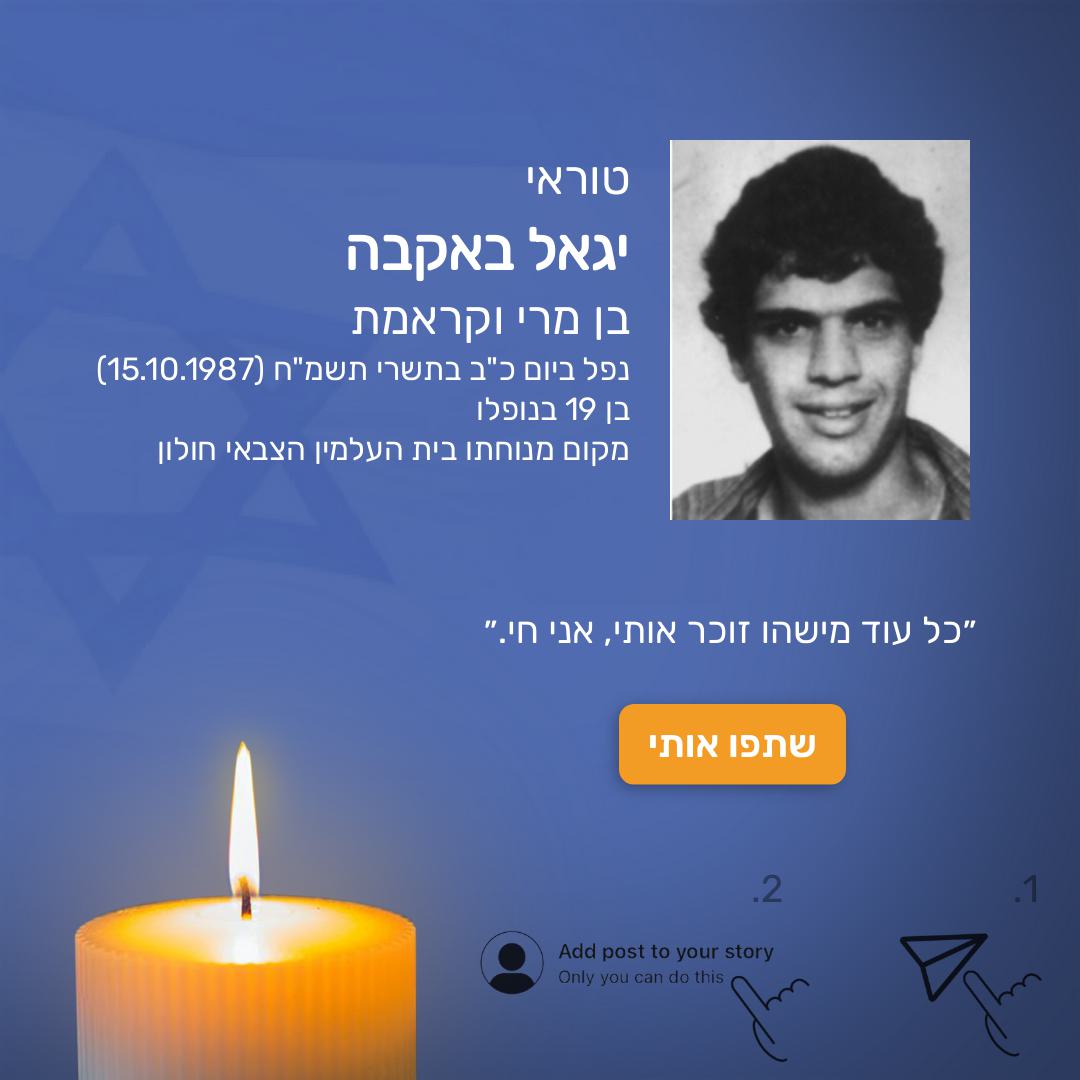 טוראי
יגאל באקבה
בן מרי וקראמת
נפל ביום כ"ב בתשרי תשמ"ח (15.10.1987)
בן 19 בנופלו
מקום מנוחתו בית העלמין הצבאי חולון
״כל עוד מישהו זוכר אותי, אני חי.״
שתפו אותי
.1
.2
Add post to your story
Only you can do this